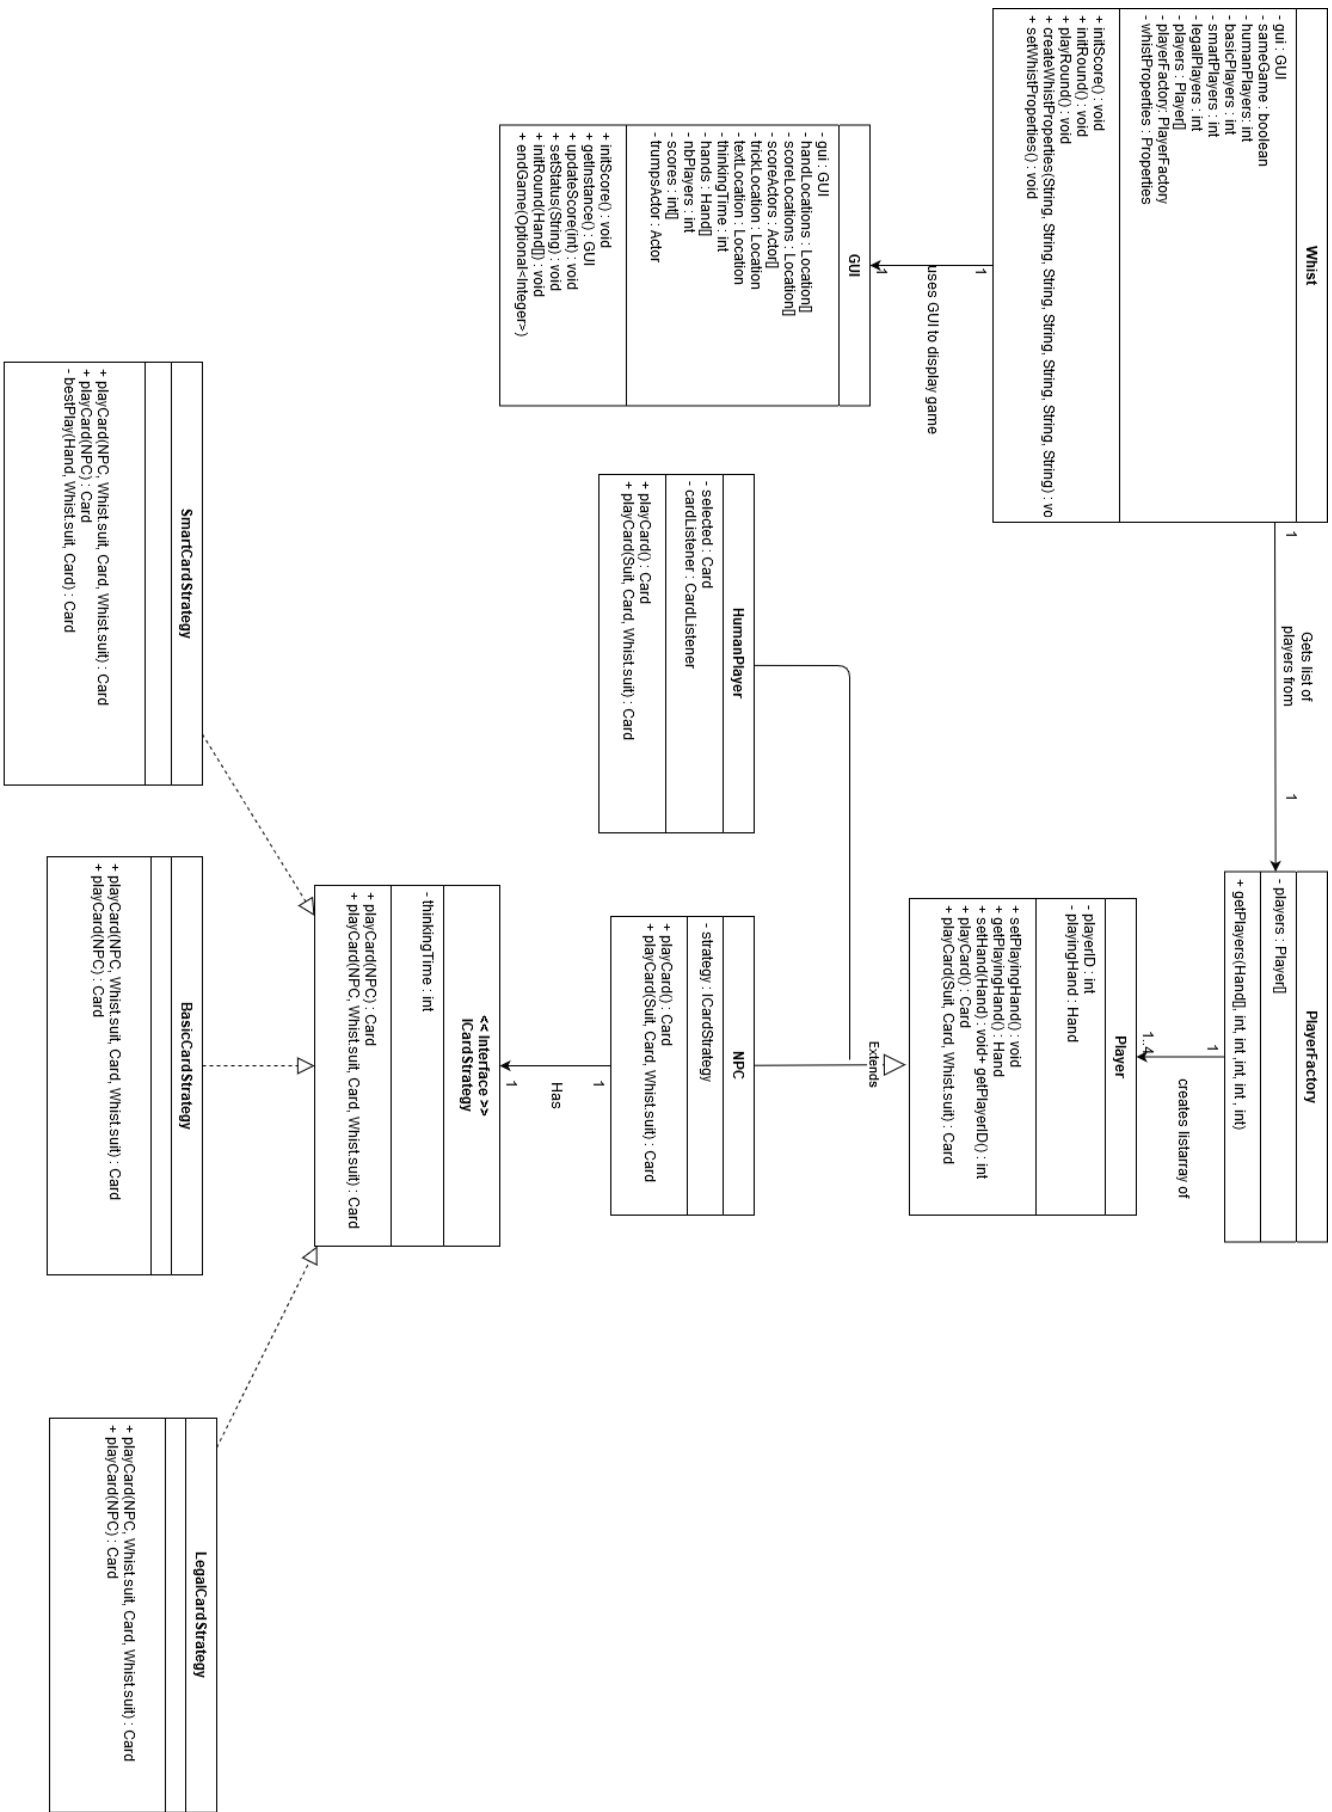 Whist
- gui : GUI
- sameGame : boolean
- humanPlayers: int
- basicPlayers : int
- smartPlayers : int
- legalPlayers : int
- players : Player[]
- playerFactory: PlayerFactory
- whistProperties : Properties
+ initScore() : void
+ initRound() : void
+ playRound() : void
+ createWhistProperties(String, String, String, String, String, String, String) : vo
+ setWhistProperties() : void
1
Gets list of
players from
1
PlayerFactory
- players : Player[]
+ getPlayers(Hand[], int, int ,int, int , int)
1
uses GUI to display game
1
1
creates listarray of
1..4
GUI
- gui : GUI
- handLocations : Location[]
- scoreLocations : Location[]
- scoreActors : Actor[]
- trickLocation : Location
- textLocation : Location
- thinkingTime : int
- hands : Hand[]
- nbPlayers : int
- scores : int[]
- trumpsActor : Actor
+ initScore() : void
+ getInstance() : GUI
+ updateScore(int) : void
+ setStatus(String) : void
+ initRound(Hand[]) : void
+ endGame(Optional<Integer>)
Player
- playerID : int
- playingHand : Hand
+ setPlayingHand() : void
+ getPlayingHand() : Hand
+ setHand(Hand) : void+ getPlayerID() : int
+ playCard() : Card
+ playCard(Suit, Card, Whist.suit) : Card
Extends
HumanPlayer
- selected : Card
- cardListener : CardListener
+ playCard() : Card
+ playCard(Suit, Card, Whist.suit) : Card
NPC
- strategy : ICardStrategy
+ playCard() : Card
+ playCard(Suit, Card, Whist.suit) : Card
1
Has
1
<< Interface >>
ICardStrategy
- thinkingTime : int
+ playCard(NPC) : Card
+ playCard(NPC, Whist.suit, Card, Whist.suit) : Card
SmartCardStrategy
+ playCard(NPC, Whist.suit, Card, Whist.suit) : Card
+ playCard(NPC) : Card
- bestPlay(Hand, Whist.suit, Card) : Card
BasicCardStrategy
+ playCard(NPC, Whist.suit, Card, Whist.suit) : Card
+ playCard(NPC) : Card
LegalCardStrategy
+ playCard(NPC, Whist.suit, Card, Whist.suit) : Card
+ playCard(NPC) : Card